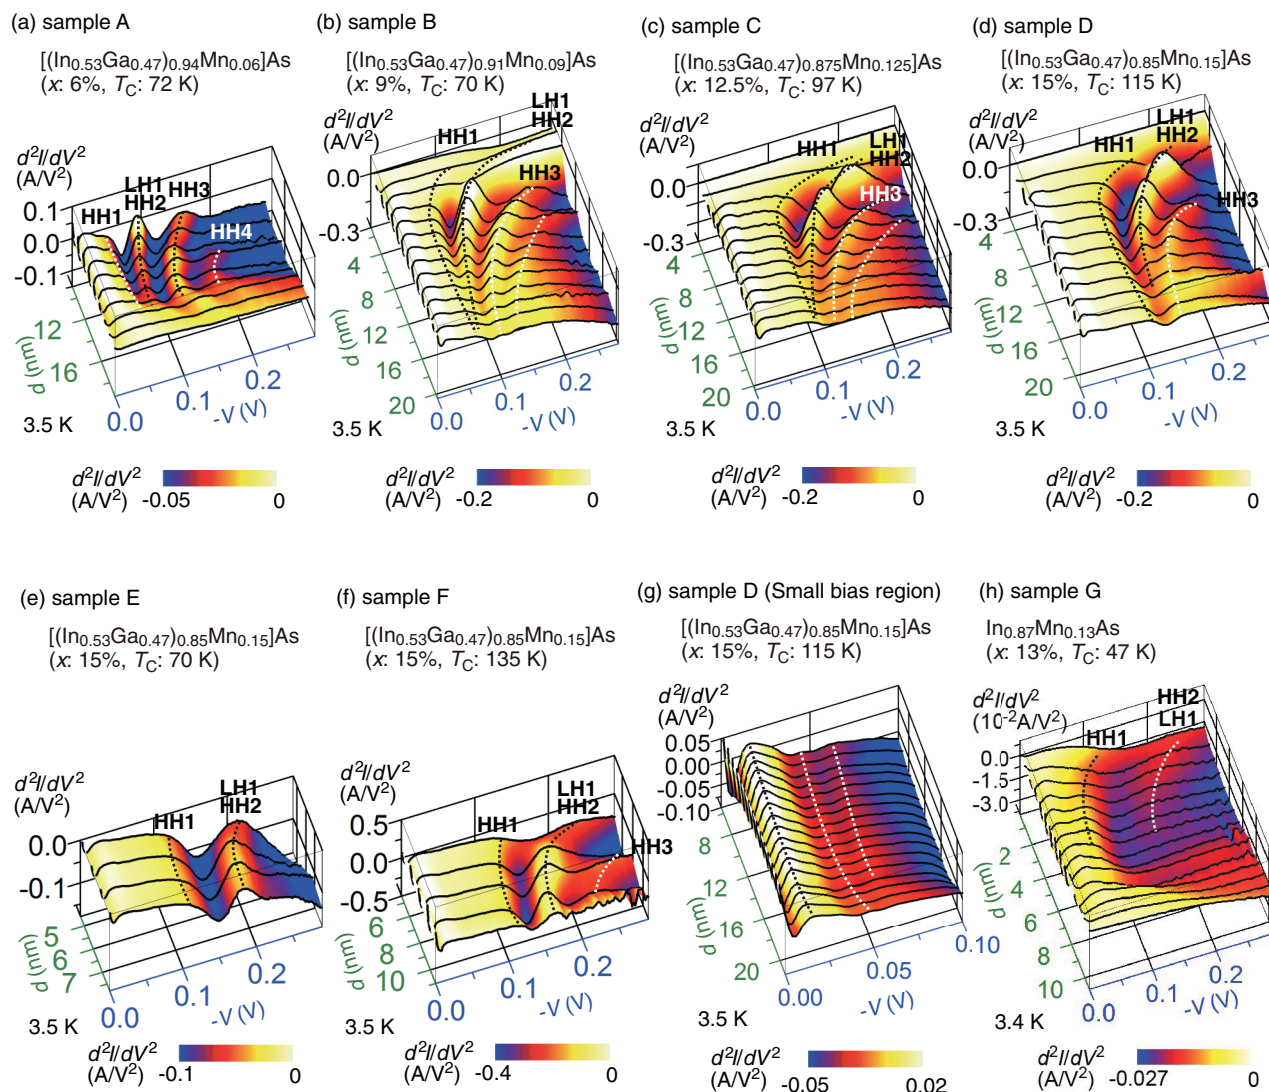 (a) sample A
[(In0.53Ga0.47)0.94Mn0.06]As
(x: 6%, TC: 72 K)
d²I/dV²
(A/V²)
0.1
0.0
-0.1
HH1
LH1
HH2
HH3
HH4
12
16
d (nm)
0.0
0.1
0.2
-V (V)
3.5 K
d²I/dV²
(A/V²)
-0.05
0
(b) sample B
[(In0.53Ga0.47)0.91Mn0.09]As
(x: 9%, TC: 70 K)
d²I/dV²
(A/V²)
0.0
-0.3
HH1
LH1
HH2
HH3
4
8
12
16
20
d (nm)
0.0
0.1
0.2
-V (V)
3.5 K
d²I/dV²
(A/V²)
-0.2
0
(c) sample C
[(In0.53Ga0.47)0.875Mn0.125]As
(x: 12.5%, TC: 97 K)
d²I/dV²
(A/V²)
0.0
-0.3
HH1
LH1
HH2
HH3
4
8
12
16
20
d (nm)
0.0
0.1
0.2
-V (V)
3.5 K
d²I/dV²
(A/V²)
-0.2
0
(d) sample D
[(In0.53Ga0.47)0.85Mn0.15]As
(x: 15%, TC: 115 K)
d²I/dV²
(A/V²)
0.0
-0.3
HH1
LH1
HH2
HH3
4
8
12
16
20
d (nm)
0.0
0.1
0.2
-V (V)
3.5 K
d²I/dV²
(A/V²)
-0.2
0
(e) sample E
[(In0.53Ga0.47)0.85Mn0.15]As
(x: 15%, TC: 70 K)
d²I/dV²
(A/V²)
0.0
-0.1
HH1
LH1
HH2
5
6
7
d (nm)
0.0
0.1
0.2
-V (V)
3.5 K
d²I/dV²
(A/V²)
-0.1
0
(f) sample F
[(In0.53Ga0.47)0.85Mn0.15]As
(x: 15%, TC: 135 K)
d²I/dV²
(A/V²)
0.5
0.0
-0.5
HH1
LH1
HH2
HH3
6
8
10
d (nm)
0.0
0.1
0.2
-V (V)
3.5 K
d²I/dV²
(A/V²)
-0.4
0
(g) sample D (Small bias region)
[(In0.53Ga0.47)0.85Mn0.15]As
(x: 15%, TC: 115 K)
d²I/dV²
(A/V²)
0.05
0.00
-0.05
-0.10
8
12
16
20
d (nm)
0.00
0.05
0.10
-V (V)
3.5 K
d²I/dV²
(A/V²)
-0.05
0.02
(h) sample G
In0.87Mn0.13As
(x: 13%, TC: 47 K)
d²I/dV²
(10⁻²A/V²)
0.0
-1.5
-3.0
HH1
HH2
LH1
2
4
6
8
10
d (nm)
0.0
0.1
0.2
-V (V)
3.4 K
d²I/dV²
(A/V²)
-0.027
0